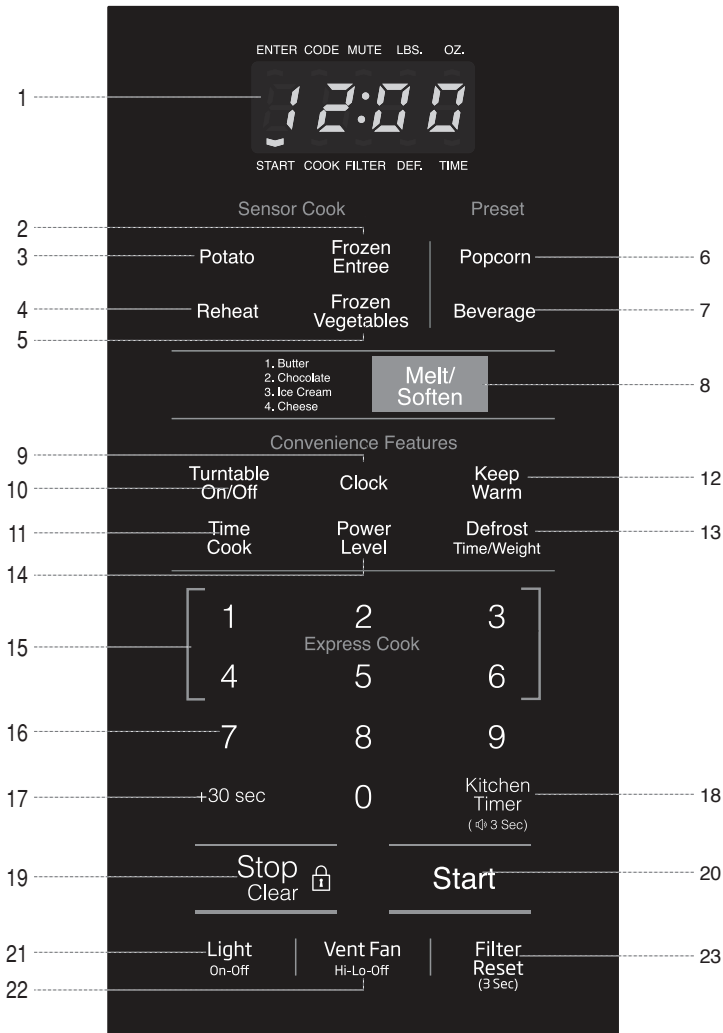 ENTER CODE MUTE LBS. OZ.
1
12:00
START COOK FILTER DEF. TIME
Sensor Cook Preset
2
3 Potato Frozen Entree Popcorn 6
4 Reheat Frozen Vegetables Beverage 7
5
1. Butter
2. Chocolate
3. Ice Cream
4. Cheese
Melt/
Soften
8
Convenience Features
9
10 Turntable On/Off Clock Keep Warm 12
11 Time Cook Power Level Defrost Time/Weight 13
14
1 2 3
15 Express Cook
4 5 6
16 7 8 9
17 +30 sec 0 Kitchen Timer 18
( 3 Sec)
19 Stop Clear Start 20
21 Light On-Off Vent Fan Hi-Lo-Off Filter Reset (3 Sec) 23
22